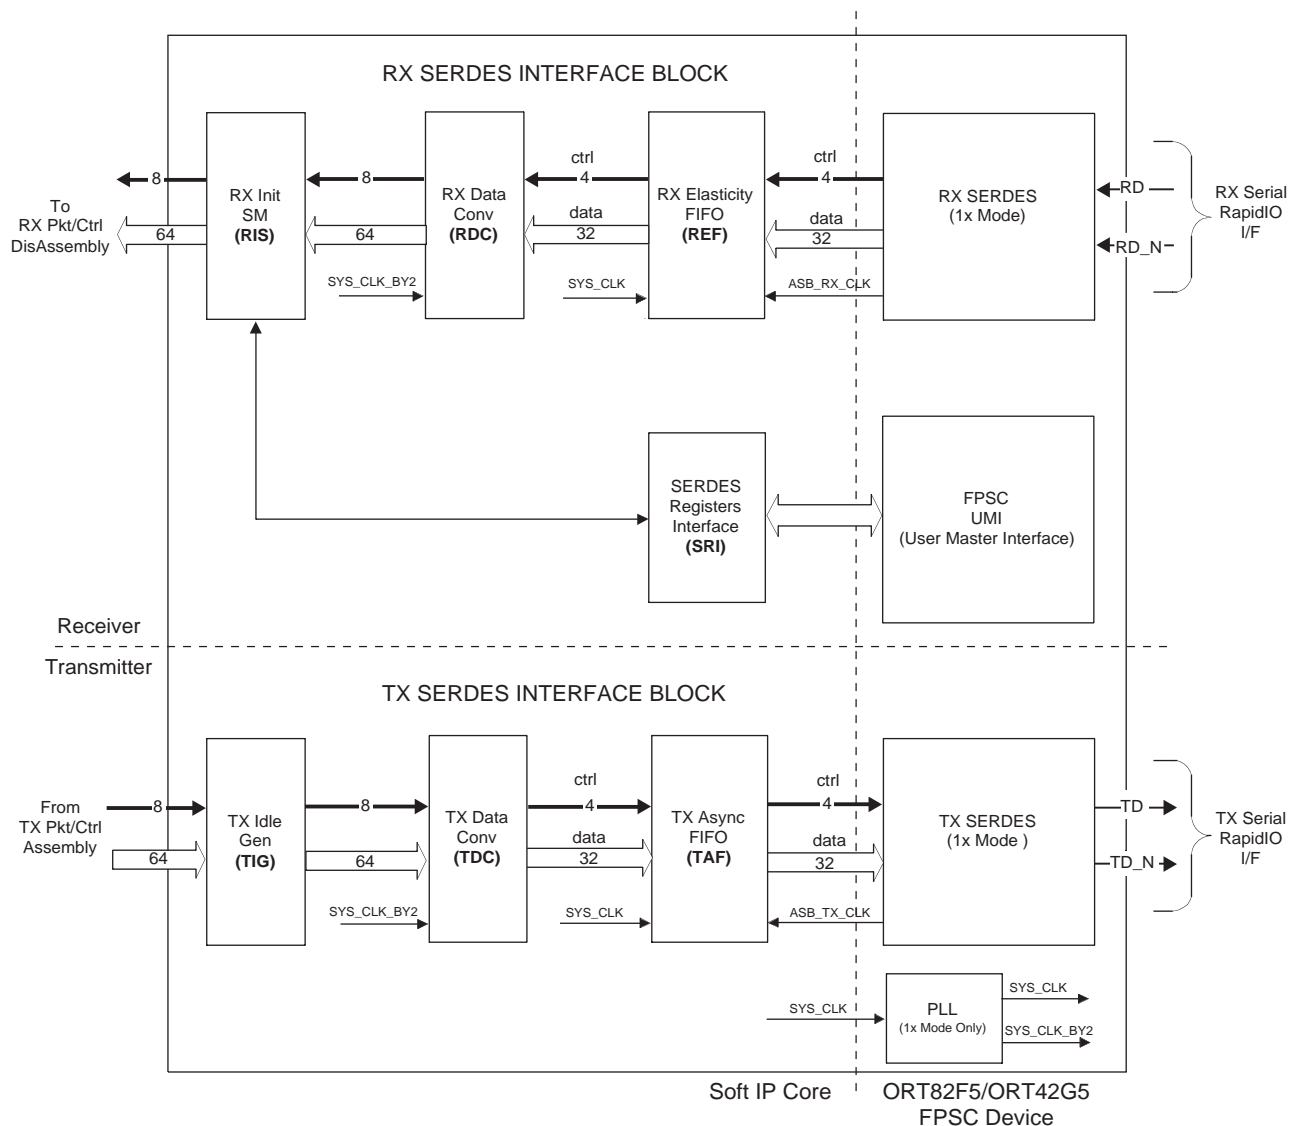 RX SERDES INTERFACE BLOCK
RX Init
SM
(RIS)
RX Data
Conv
(RDC)
RX Elasticity
FIFO
(REF)
RX SERDES
(1x Mode)
8
8
ctrl
4
ctrl
4
RD
RD_N
RX Serial
RapidIO
I/F
To
RX Pkt/Ctrl
DisAssembly
64
64
data
32
data
32
SYS_CLK_BY2
SYS_CLK
ASB_RX_CLK
SERDES
Registers
Interface
(SRI)
FPSC
UMI
(User Master Interface)
Receiver
Transmitter
TX SERDES INTERFACE BLOCK
TX Idle
Gen
(TIG)
TX Data
Conv
(TDC)
TX Async
FIFO
(TAF)
TX SERDES
(1x Mode )
8
8
ctrl
4
ctrl
4
TD
TD_N
TX Serial
RapidIO
I/F
From
TX Pkt/Ctrl
Assembly
64
64
data
32
data
32
SYS_CLK_BY2
SYS_CLK
ASB_TX_CLK
SYS_CLK
PLL
(1x Mode Only)
SYS_CLK
SYS_CLK_BY2
Soft IP Core
ORT82F5/ORT42G5
FPSC Device